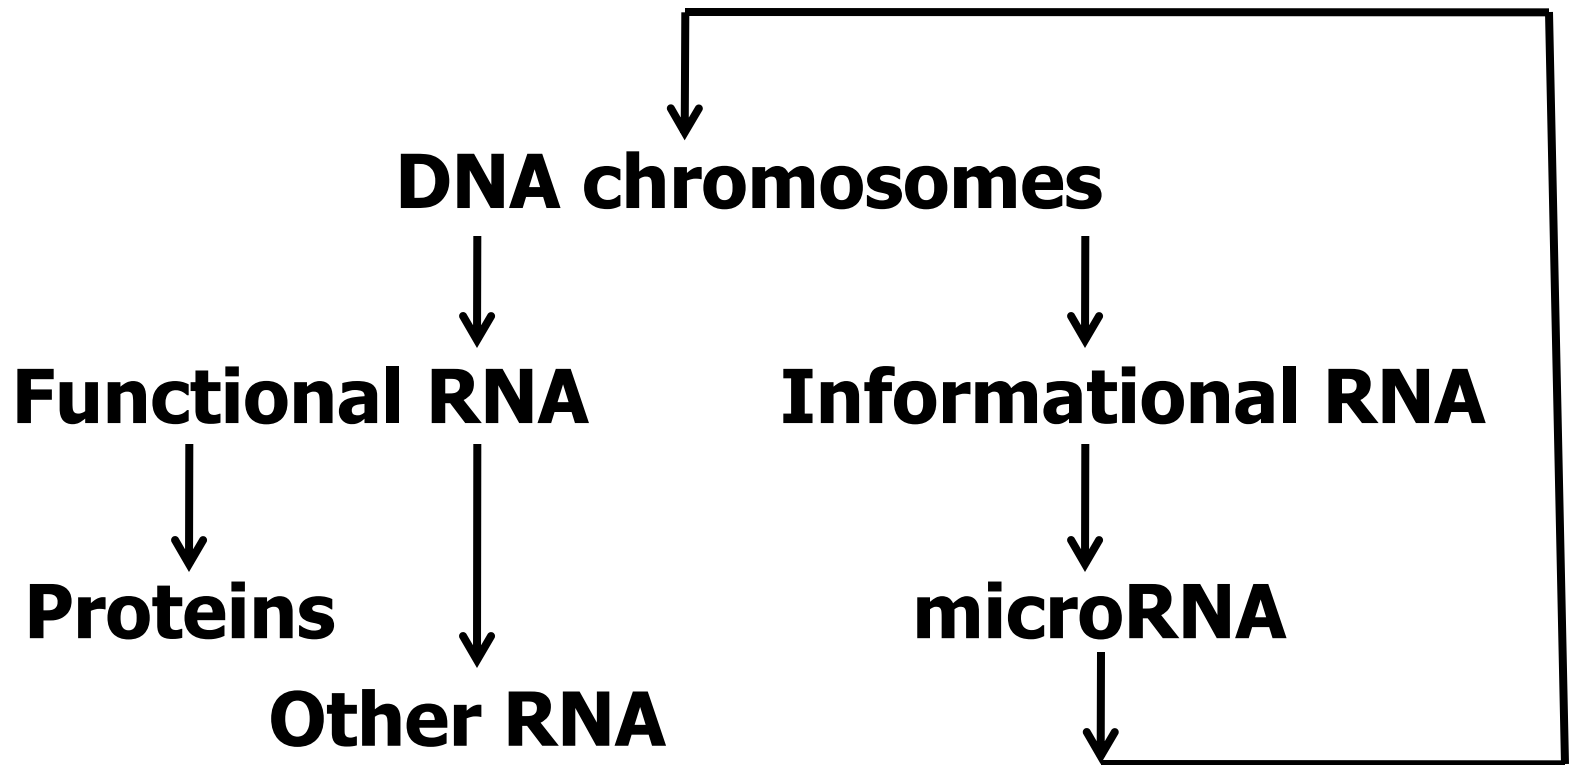 DNA chromosomes
Functional RNA
Informational RNA
Proteins
microRNA
Other RNA